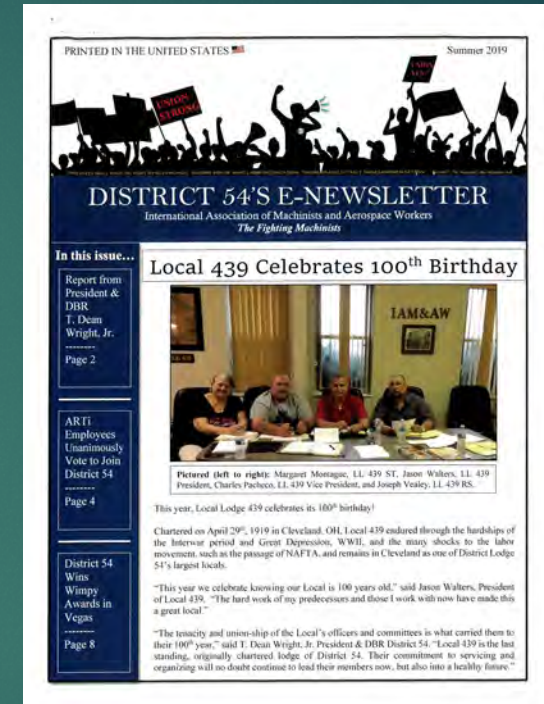 PRINTED IN THE UNITED STATES
Summer 2019
UNION STRONG
UNION YES!
DISTRICT 54'S E-NEWSLETTER
International Association of Machinists and Aerospace Workers
The Fighting Machinists
In this issue...
Report from
President &
DBR
T. Dean
Wright, Jr.
--------
Page 2
ARTi
Employees
Unanimously
Vote to Join
District 54
--------
Page 4
District 54
Wins
Wimpy
Awards in
Vegas
--------
Page 8
Local 439 Celebrates 100th Birthday
IAM&AW
Pictured (left to right): Margaret Montague, LL 439 ST, Jason Walters, LL 439
President, Charles Pacheco, LL 439 Vice President, and Joseph Vealey, LL 439 RS.
This year, Local Lodge 439 celebrates its 100th birthday!
Chartered on April 29th, 1919 in Cleveland, OH, Local 439 endured through the hardships of
the Interwar period and Great Depression, WWII, and the many shocks to the labor
movement, such as the passage of NAFTA, and remains in Cleveland as one of District Lodge
54's largest locals.
"This year we celebrate knowing our Local is 100 years old," said Jason Walters, President
of Local 439. "The hard work of my predecessors and those I work with now have made this
a great local."
"The tenacity and union-ship of the Local's officers and committees is what carried them to
their 100th year," said T. Dean Wright, Jr. President & DBR District 54. "Local 439 is the last
standing, originally chartered lodge of District 54. Their commitment to servicing and
organizing will no doubt continue to lead their members now, but also into a healthy future."